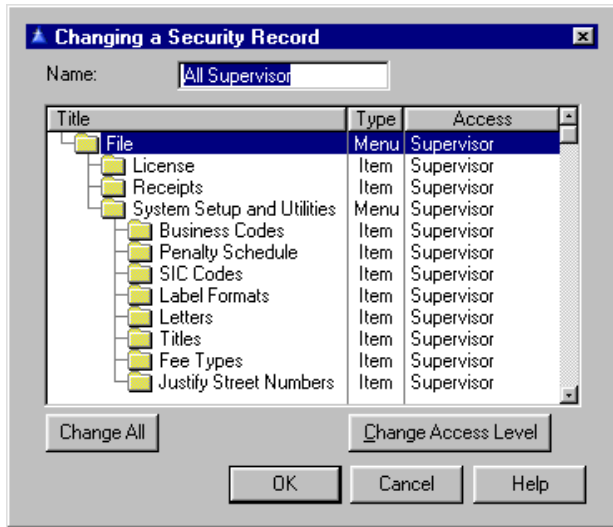 Changing a Security Record
Name: All Supervisor
Title Type Access
File Menu Supervisor
License Item Supervisor
Receipts Item Supervisor
System Setup and Utilities Menu Supervisor
Business Codes Item Supervisor
Penalty Schedule Item Supervisor
SIC Codes Item Supervisor
Label Formats Item Supervisor
Letters Item Supervisor
Titles Item Supervisor
Fee Types Item Supervisor
Justify Street Numbers Item Supervisor
Change All Change Access Level
OK Cancel Help